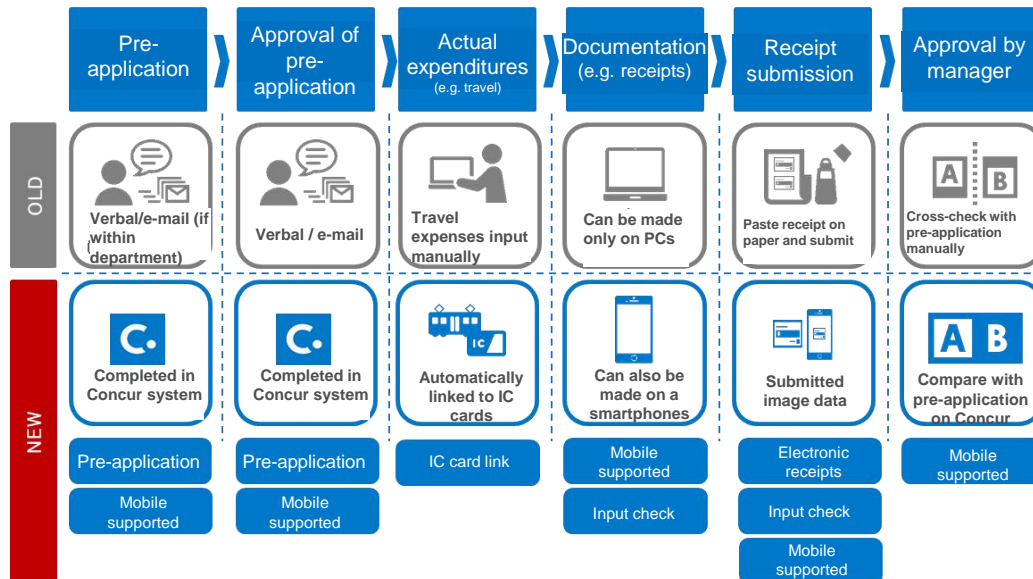 Pre-
application
Approval of
pre-
application
Actual
expenditures
(e.g. travel)
Documentation
(e.g. receipts)
Receipt
submission
Approval by
manager
OLD
Verbal/e-mail (if
within
department)
Verbal / e-mail
Travel
expenses input
manually
Can be made
only on PCs
Paste receipt on
paper and submit
A
B
Cross-check with
pre-application
manually
NEW
C.
Completed in
Concur system
C.
Completed in
Concur system
IC
Automatically
linked to IC
cards
Can also be
made on a
smartphones
Submitted
image data
A
B
Compare with
pre-application
on Concur
Pre-application
Mobile
supported
Pre-application
Mobile
supported
IC card link
Mobile
supported
Input check
Electronic
receipts
Input check
Mobile
supported
Mobile
supported